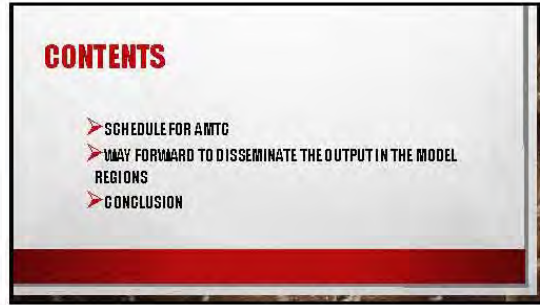 CONTENTS
➤SCHEDULE FOR AMTC
➤WAY FORWARD TO DISSEMINATE THE OUTPUT IN THE MODEL
REGIONS
➤CONCLUSION